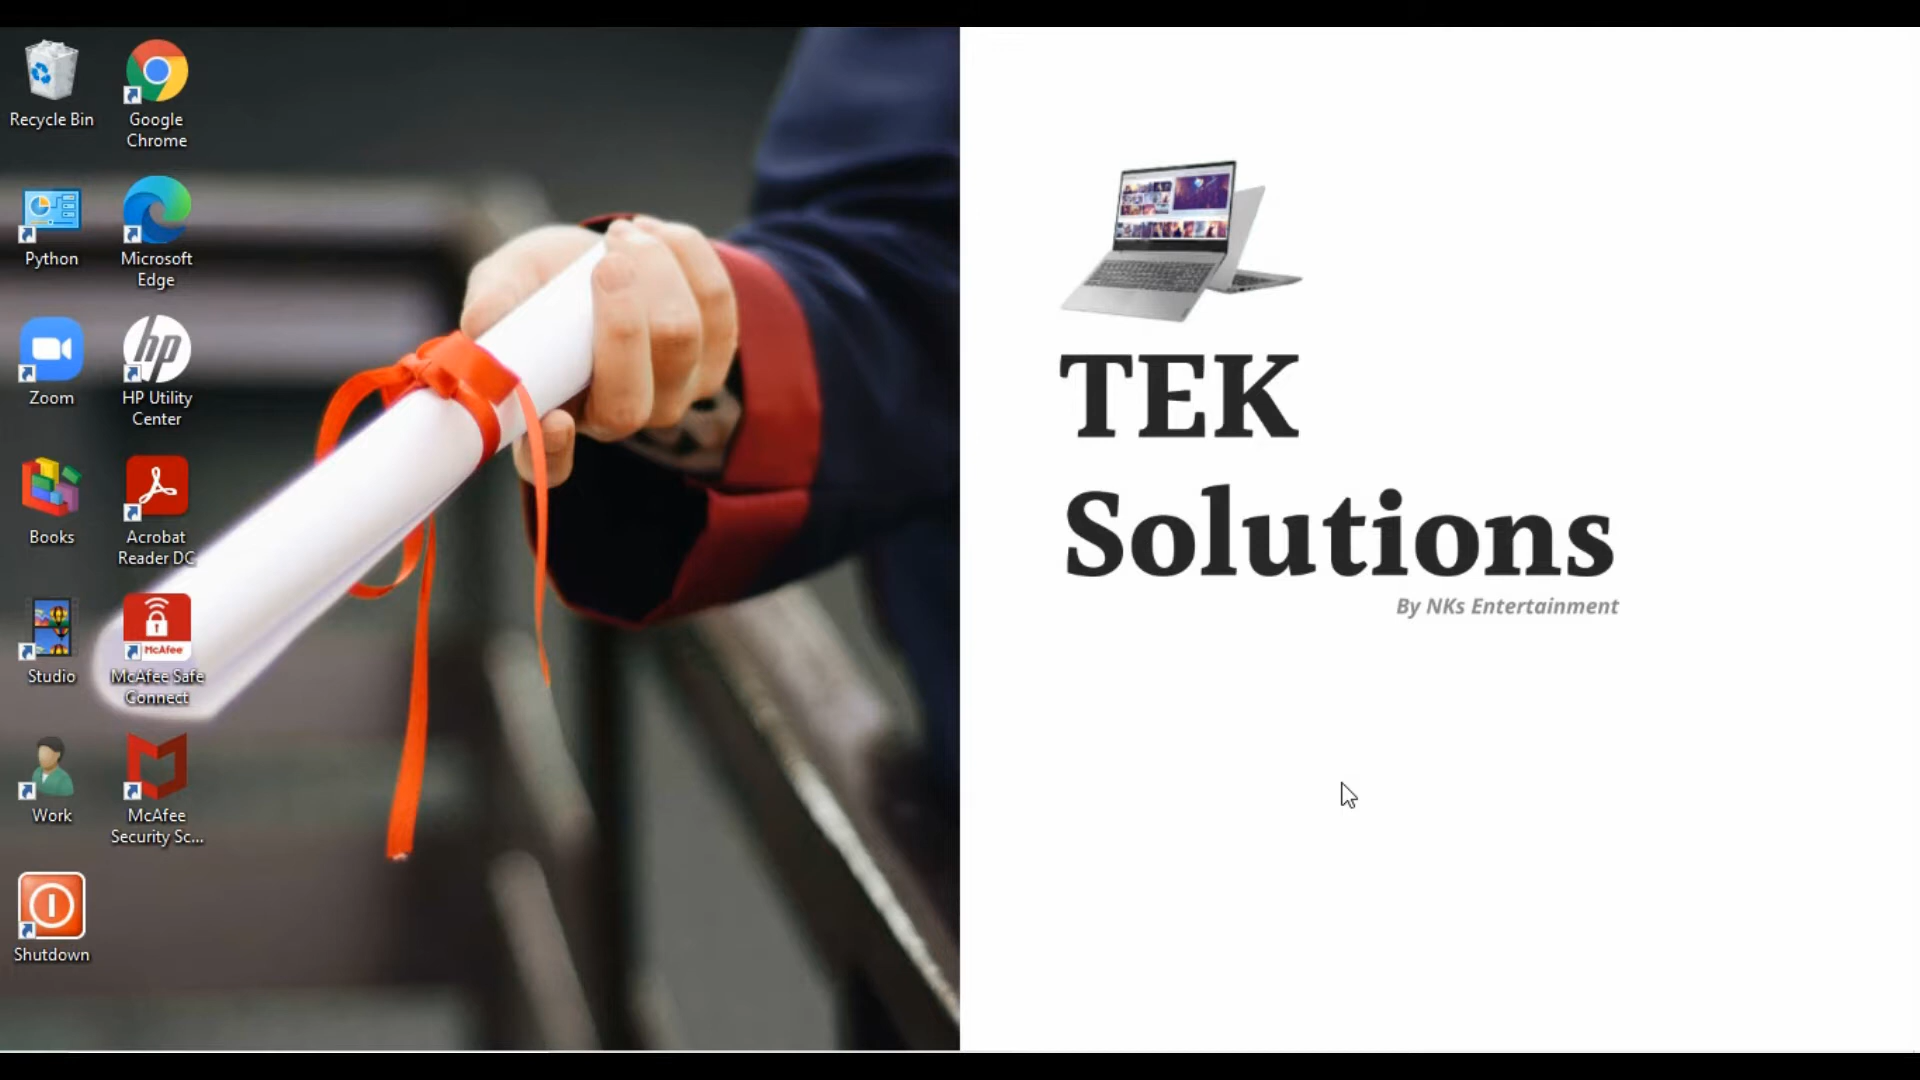 Recycle Bin
Google
Chrome
Python
Microsoft
Edge
Zoom
hp
HP Utility
Center
Books
Acrobat
Reader DC
Studio
McAfee
McAfee Safe
Connect
Work
McAfee
Security Sc...
Shutdown
TEK
Solutions
By NKs Entertainment